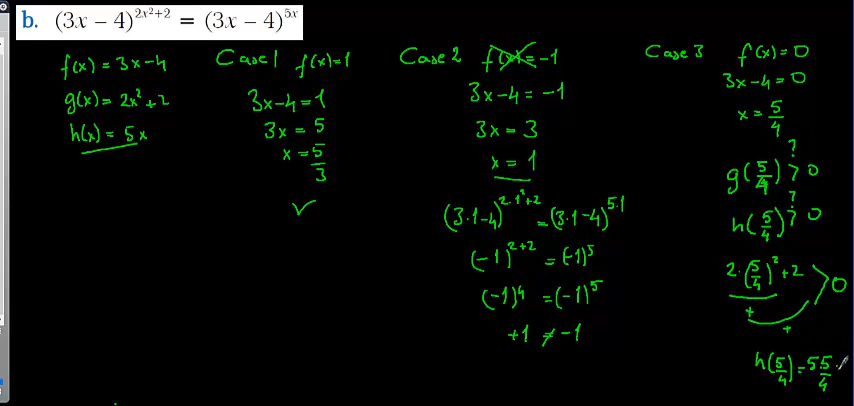 b. (3x − 4)^{2x²+2} = (3x − 4)^{5x}
f(x) = 3x−4
g(x) = 2x²+2
h(x) = 5x
Case 1 f(x)=1
3x−4=1
3x = 5
x = 5/3
✓
Case 2 f(x)=−1
3x−4=−1
3x = 3
x = 1
(3·1−4)^{2·1²+2} = (3·1−4)^{5·1}
(−1)^{2+2} = (−1)^5
(−1)^4 = (−1)^5
+1 ≠ −1
Case 3 f(x)=0
3x−4=0
x = 5/4
?
g(5/4) > 0
?
h(5/4) > 0
2·(5/4)²+2 > 0
+
+
h(5/4) = 5 5/4